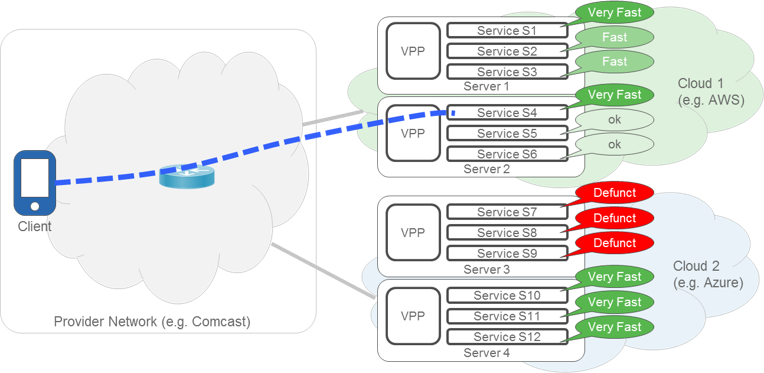 Very Fast
Service S1
VPP
Service S2
Fast
Service S3
Fast
Server 1
Cloud 1
(e.g. AWS)
Very Fast
Service S4
VPP
Service S5
ok
Service S6
ok
Server 2
Client
Defunct
Service S7
VPP
Service S8
Defunct
Service S9
Defunct
Server 3
Cloud 2
(e.g. Azure)
Very Fast
Service S10
VPP
Service S11
Very Fast
Service S12
Very Fast
Server 4
Provider Network (e.g. Comcast)